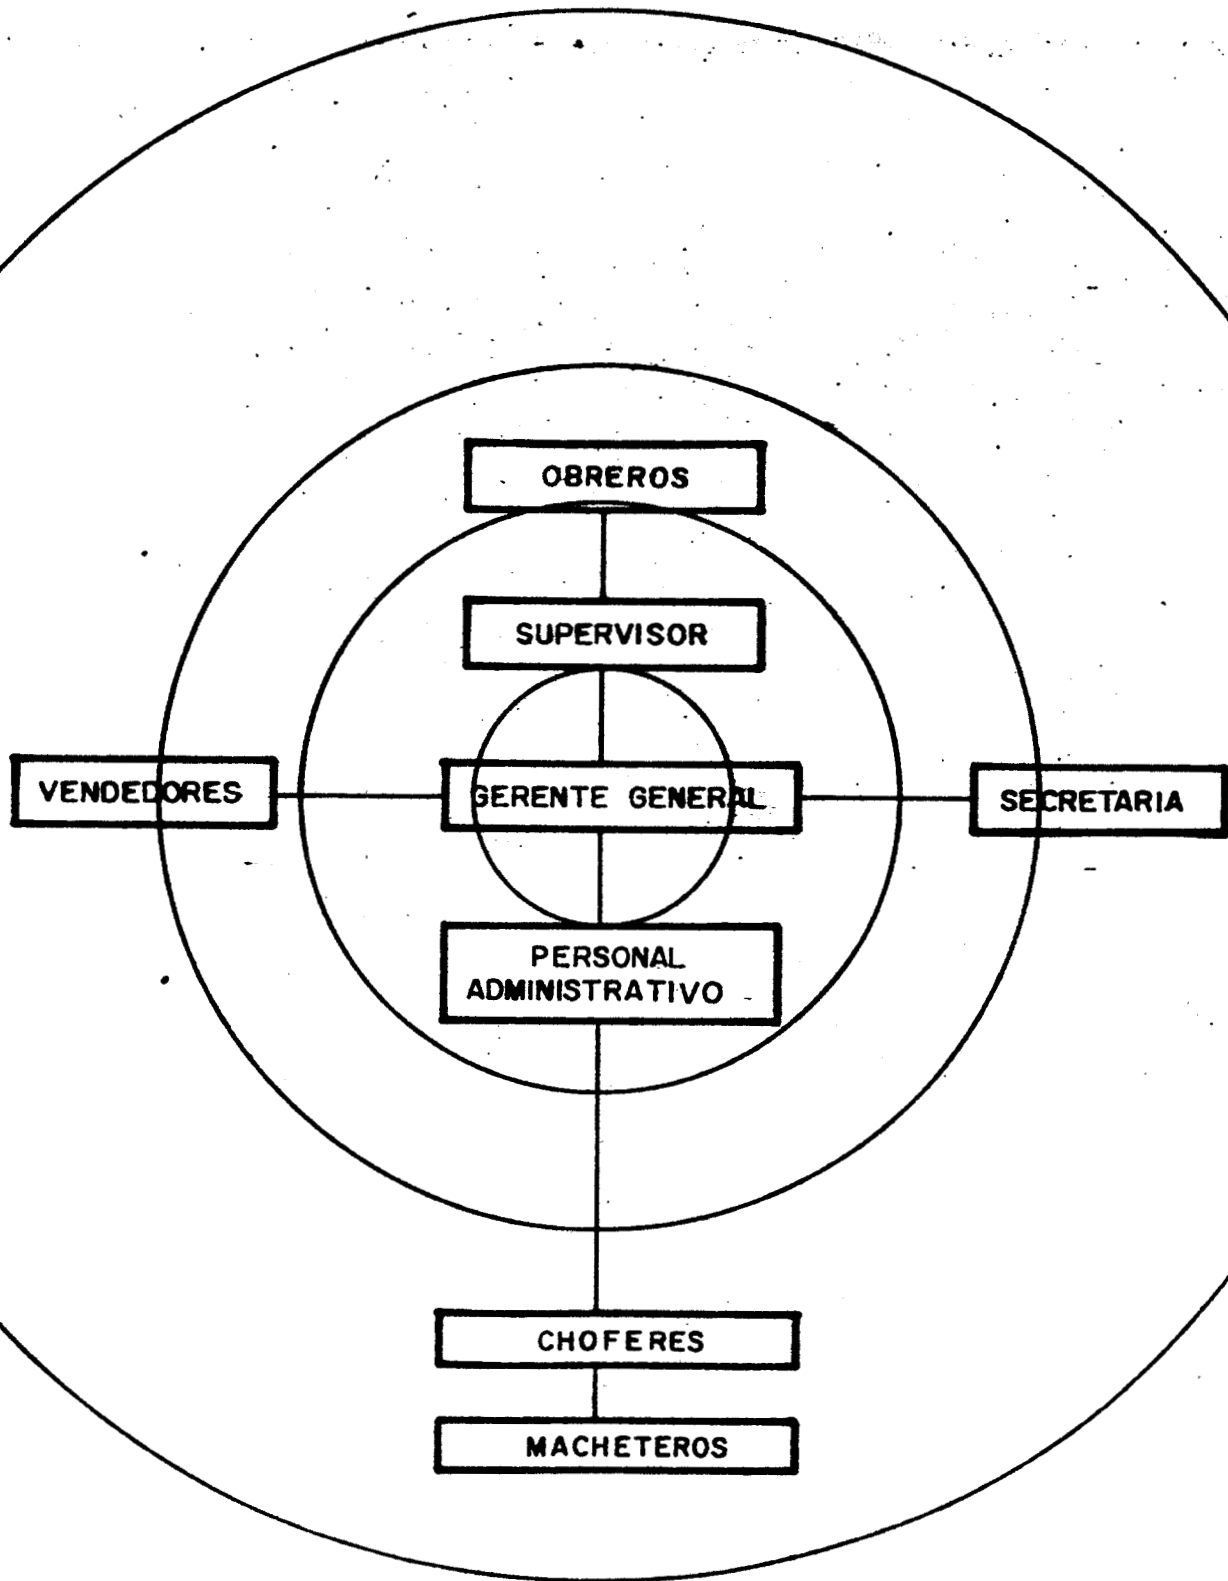 OBREROS
SUPERVISOR
VENDEDORES
GERENTE GENERAL
SECRETARIA
PERSONAL
ADMINISTRATIVO
CHOFERES
MACHETEROS